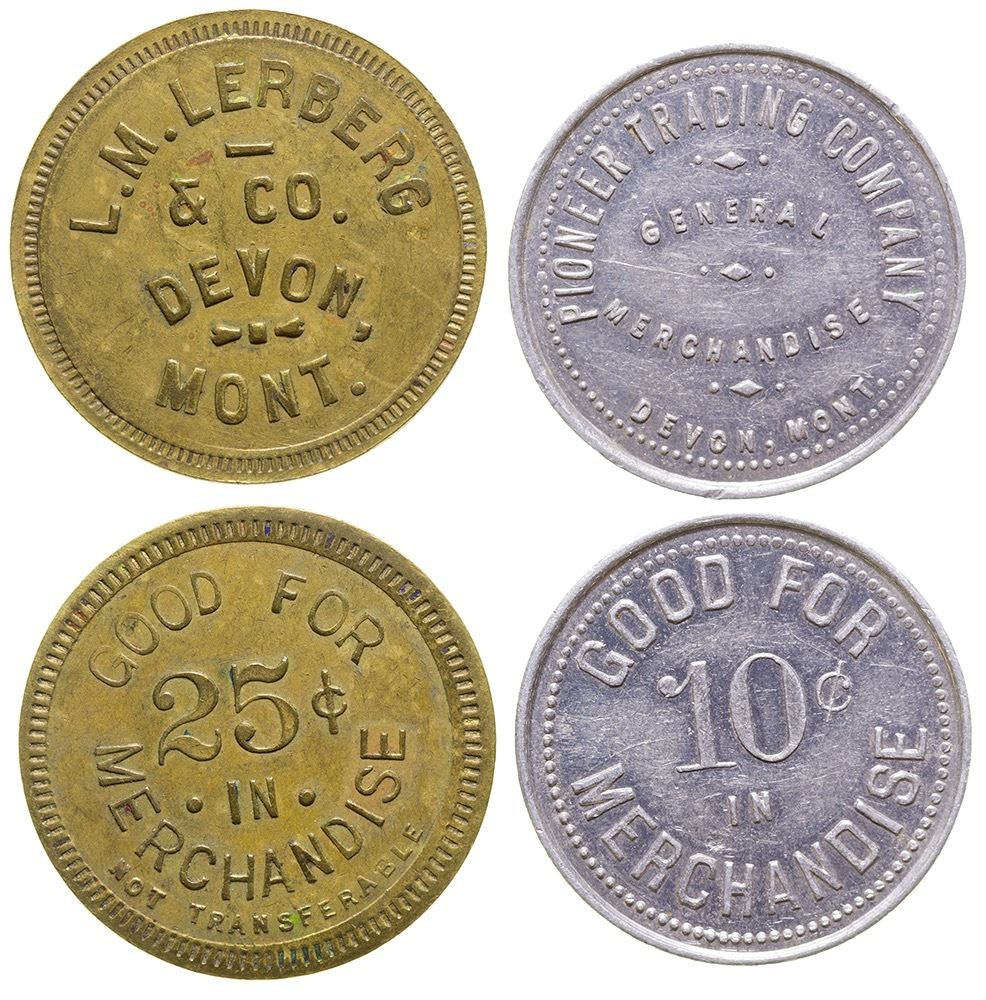 L.M. LERBERG
& CO.
DEVON,
MONT.
PIONEER TRADING COMPANY
GENERAL
MERCHANDISE
DEVON, MONT.
GOOD FOR
25¢
· IN ·
MERCHANDISE
NOT TRANSFERABLE
GOOD FOR
10¢
IN
MERCHANDISE